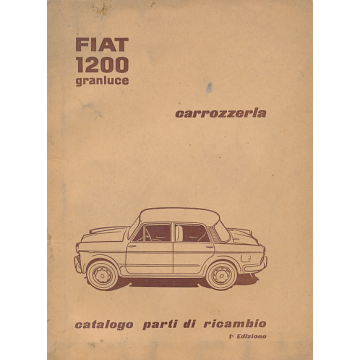 FIAT
1200
granluce
carrozzeria
catalogo parti di ricambio
1ª Edizione